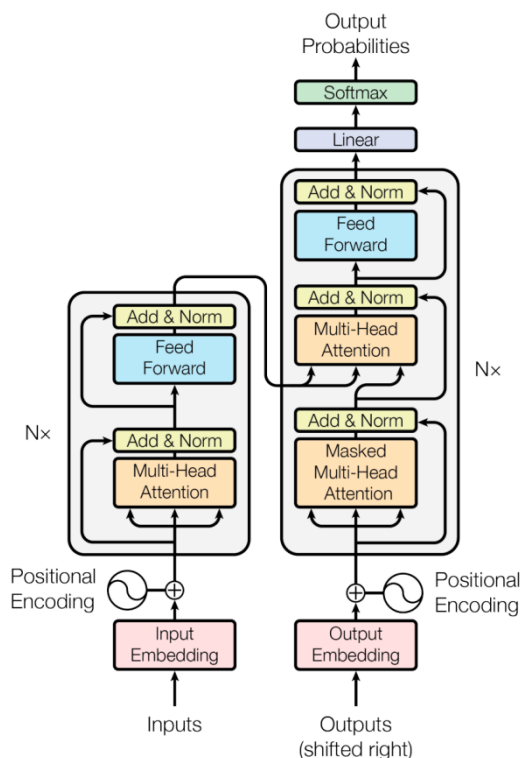 Output
Probabilities
Softmax
Linear
Add & Norm
Feed
Forward
Add & Norm
Multi-Head
Attention
Add & Norm
Masked
Multi-Head
Attention
N×
Positional
Encoding
Output
Embedding
Outputs
(shifted right)
Add & Norm
Feed
Forward
Add & Norm
Multi-Head
Attention
N×
Positional
Encoding
Input
Embedding
Inputs